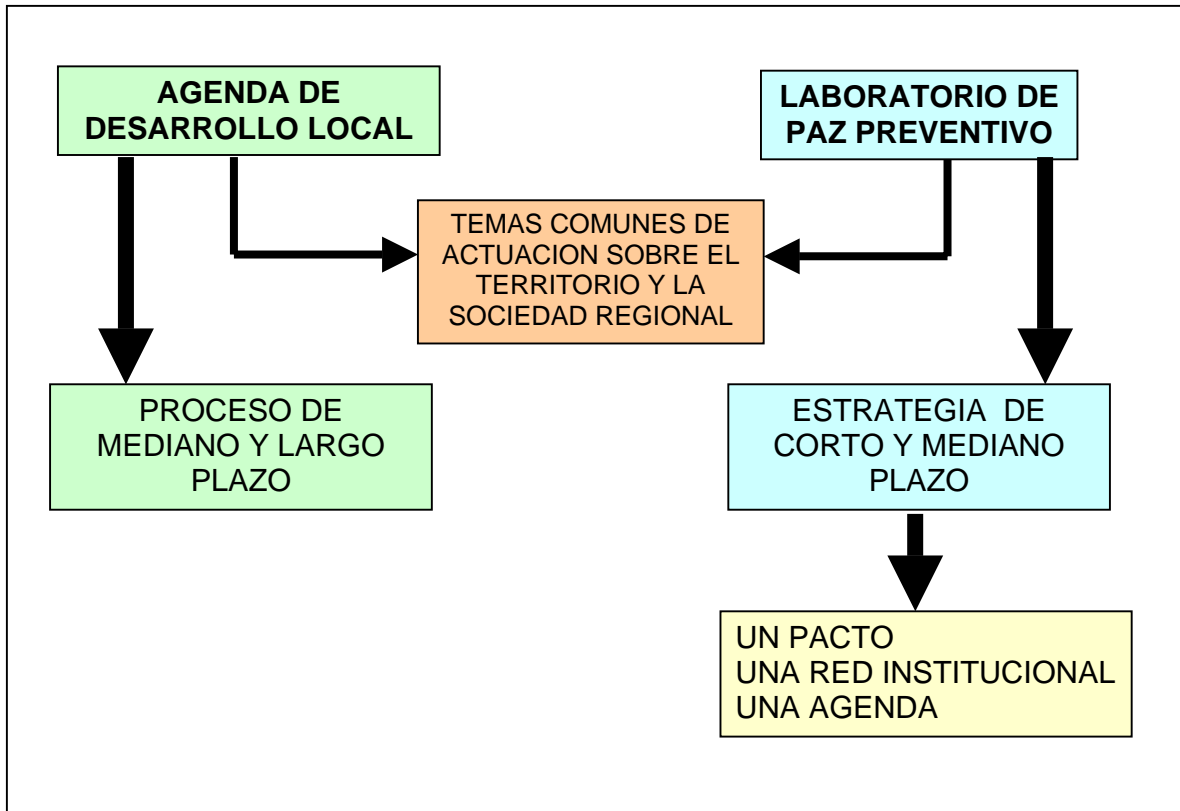 AGENDA DE
DESARROLLO LOCAL
LABORATORIO DE
PAZ PREVENTIVO
TEMAS COMUNES DE
ACTUACION SOBRE EL
TERRITORIO Y LA
SOCIEDAD REGIONAL
PROCESO DE
MEDIANO Y LARGO
PLAZO
ESTRATEGIA DE
CORTO Y MEDIANO
PLAZO
UN PACTO
UNA RED INSTITUCIONAL
UNA AGENDA